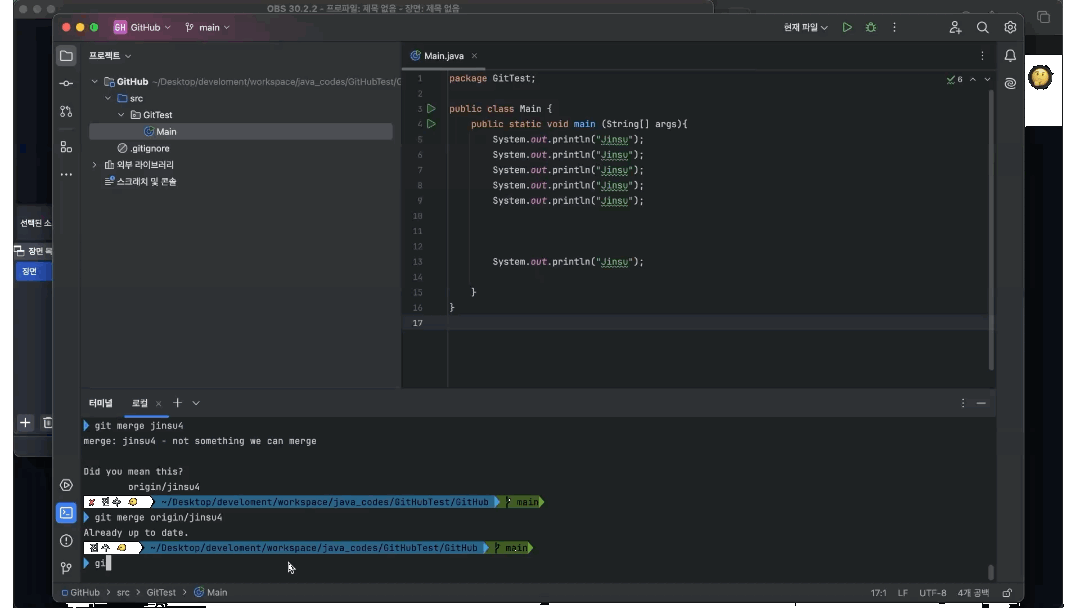 OBS 30.2.2 - 프로파일: 제목 없음 - 장면: 제목 없음
GH GitHub main 현재 파일
프로젝트
Main.java
GitHub ~/Desktop/develoment/workspace/java_codes/GitHubTest/G
src
GitTest
Main
.gitignore
외부 라이브러리
스크래치 및 콘솔
선택된 소
장면 목
장면
6
1 package GitTest;
2
3 public class Main {
4 public static void main (String[] args){
5 System.out.println("Jinsu");
6 System.out.println("Jinsu");
7 System.out.println("Jinsu");
8 System.out.println("Jinsu");
9 System.out.println("Jinsu");
10
11
12
13 System.out.println("Jinsu");
14
15 }
16 }
17
터미널 로컬
git merge jinsu4
merge: jinsu4 - not something we can merge
Did you mean this?
origin/jinsu4
~/Desktop/develoment/workspace/java_codes/GitHubTest/GitHub main
git merge origin/jinsu4
Already up to date.
~/Desktop/develoment/workspace/java_codes/GitHubTest/GitHub main
gi
GitHub > src > GitTest > Main 17:1 LF UTF-8 4개 공백